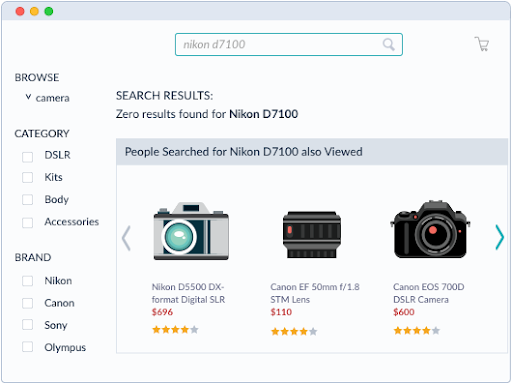 nikon d7100
BROWSE
camera
CATEGORY
DSLR
Kits
Body
Accessories
BRAND
Nikon
Canon
Sony
Olympus
SEARCH RESULTS:
Zero results found for Nikon D7100
People Searched for Nikon D7100 also Viewed
Nikon D5500 DX-
format Digital SLR
$696
Canon EF 50mm f/1.8
STM Lens
$110
Canon EOS 700D
DSLR Camera
$600